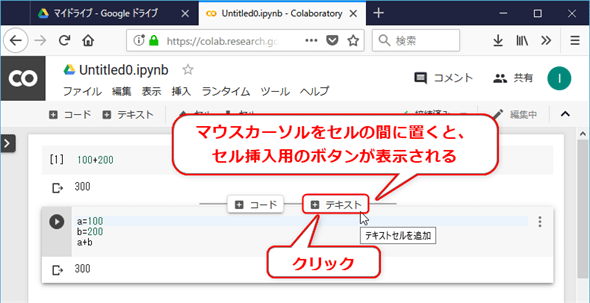 マイドライブ - Google ドライブ
Untitled0.ipynb - Colaboratory
https://colab.research.go
検索
CO
Untitled0.ipynb
コメント
共有
I
ファイル 編集 表示 挿入 ランタイム ツール ヘルプ
コード テキスト セル セル 編集中
マウスカーソルをセルの間に置くと、
セル挿入用のボタンが表示される
[1] 100+200
300
コード テキスト
a=100
b=200
a+b
テキストセルを追加
クリック
300